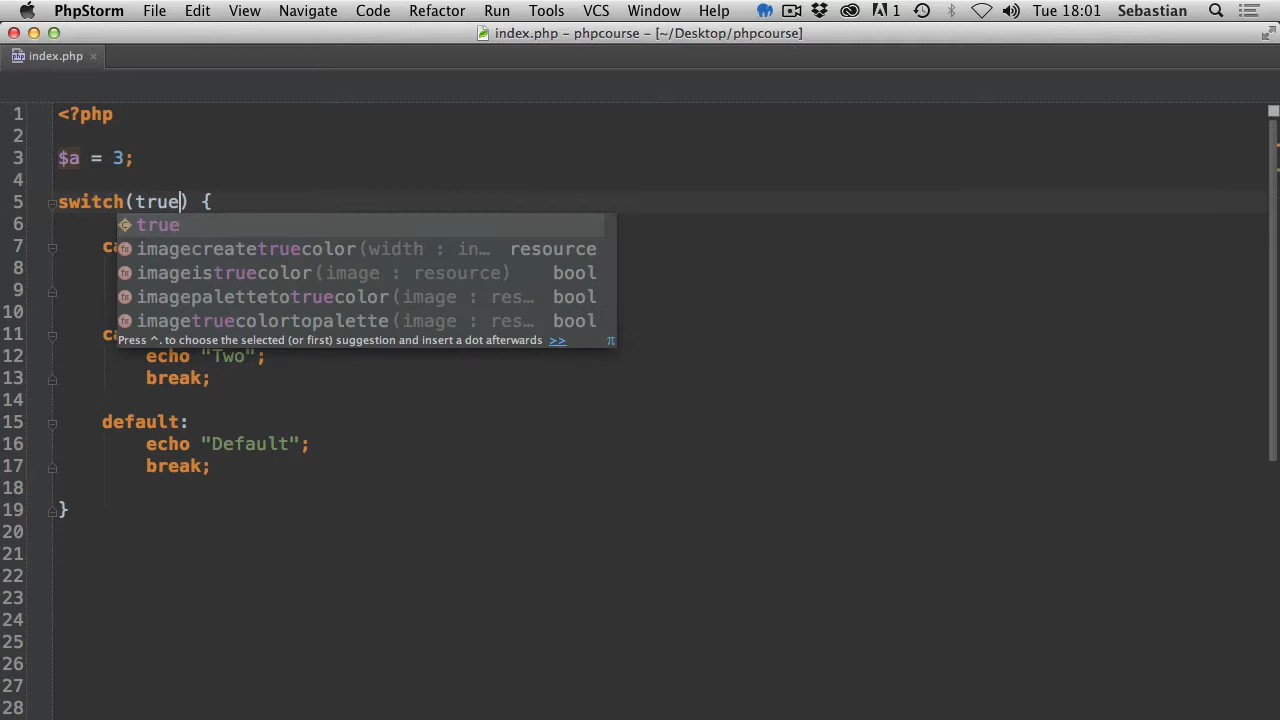 PhpStorm File Edit View Navigate Code Refactor Run Tools VCS Window Help 1 Tue 18:01 Sebastian
index.php – phpcourse – [~/Desktop/phpcourse]
index.php
1 <?php
2
3 $a = 3;
4
5 switch(true) {
6 true
7 ca imagecreatetruecolor(width : in… resource
8 imageistruecolor(image : resource) bool
9 imagepalettetotruecolor(image : res… bool
10 imagetruecolortopalette(image : res… bool
11 ca Press ^. to choose the selected (or first) suggestion and insert a dot afterwards >> π
12 echo "Two";
13 break;
14
15 default:
16 echo "Default";
17 break;
18
19 }
20
21
22
23
24
25
26
27
28